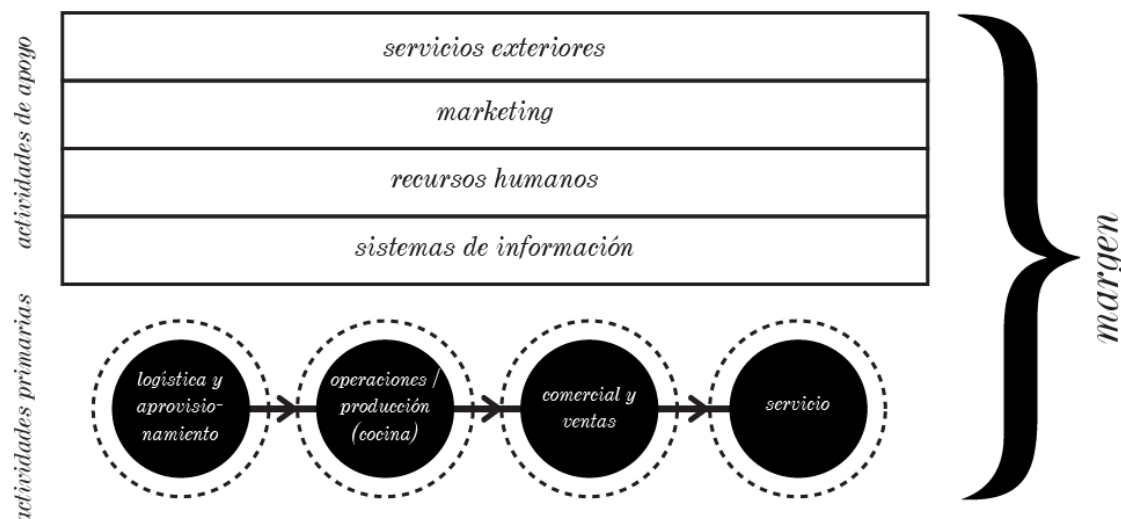 actividades de apoyo
servicios exteriores
marketing
recursos humanos
sistemas de información
actividades primarias
logística y
aprovisio-
namiento
operaciones /
producción
(cocina)
comercial y
ventas
servicio
margen